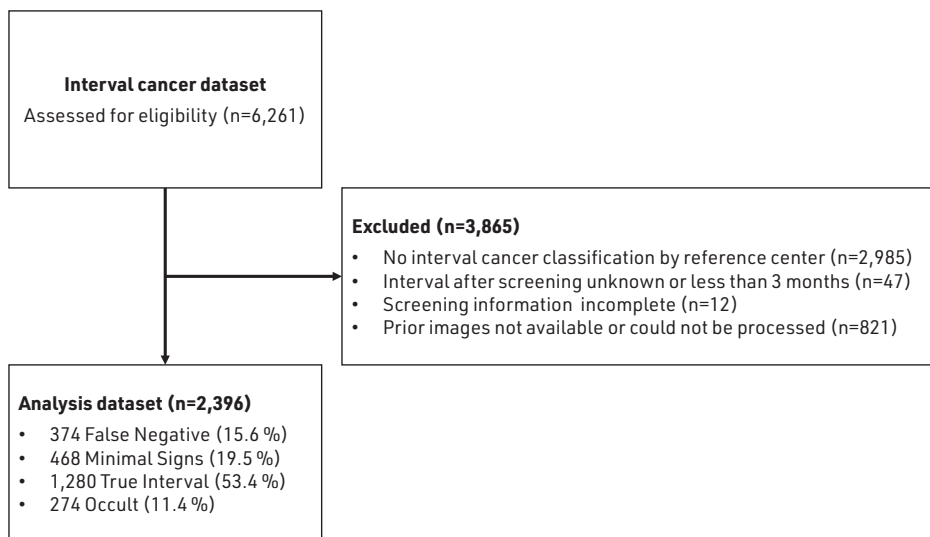 Interval cancer dataset
Assessed for eligibility (n=6,261)
Excluded (n=3,865)
• No interval cancer classification by reference center (n=2,985)
• Interval after screening unknown or less than 3 months (n=47)
• Screening information incomplete (n=12)
• Prior images not available or could not be processed (n=821)
Analysis dataset (n=2,396)
• 374 False Negative (15.6 %)
• 468 Minimal Signs (19.5 %)
• 1,280 True Interval (53.4 %)
• 274 Occult (11.4 %)